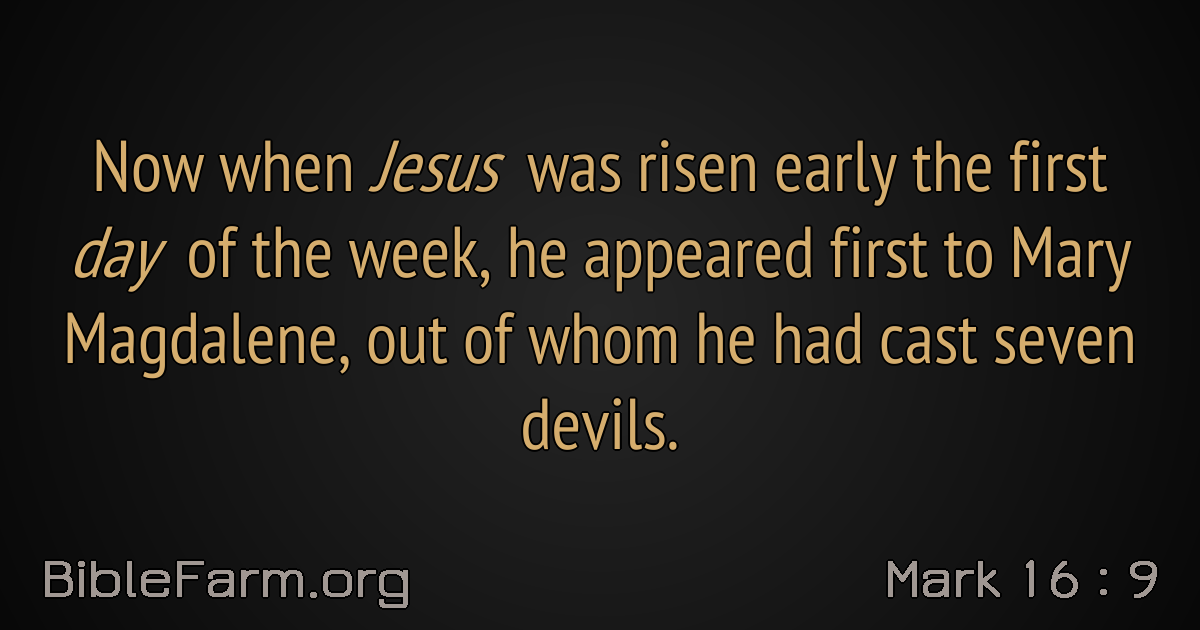 Now when Jesus was risen early the first
day of the week, he appeared first to Mary
Magdalene, out of whom he had cast seven
devils.
BibleFarm.org
Mark 16 : 9